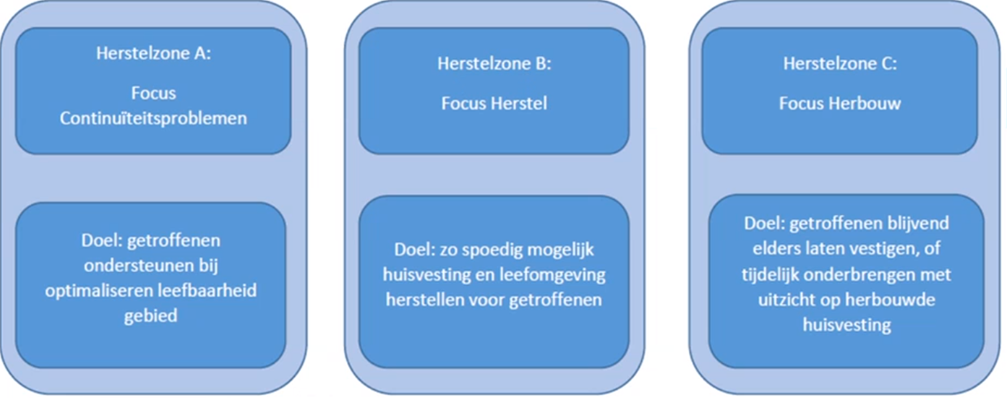 Herstelzone A:
Focus
Continuïteitsproblemen
Doel: getroffenen
ondersteunen bij
optimaliseren leefbaarheid
gebied
Herstelzone B:
Focus Herstel
Doel: zo spoedig mogelijk
huisvesting en leefomgeving
herstellen voor getroffenen
Herstelzone C:
Focus Herbouw
Doel: getroffenen blijvend
elders laten vestigen, of
tijdelijk onderbrengen met
uitzicht op herbouwde
huisvesting